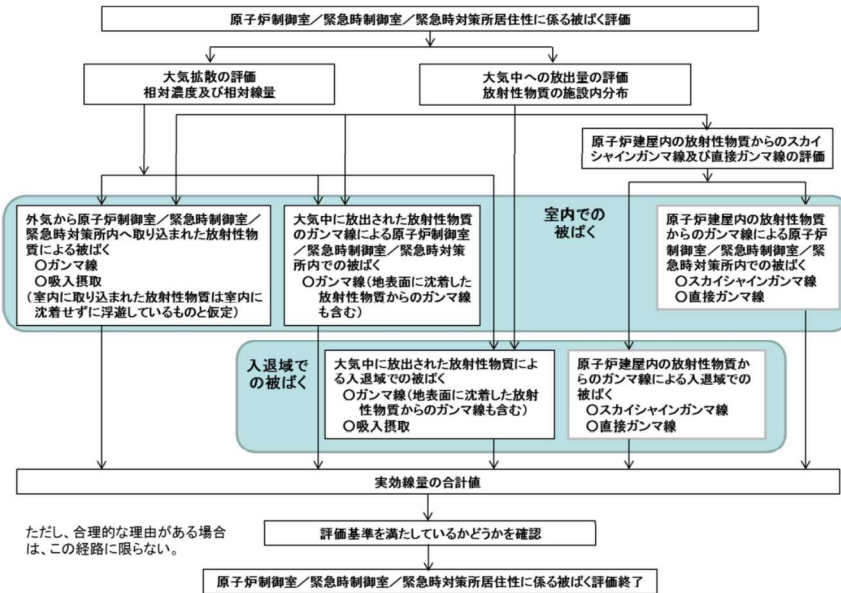 原子炉制御室／緊急時制御室／緊急時対策所居住性に係る被ばく評価
大気拡散の評価
相対濃度及び相対線量
大気中への放出量の評価
放射性物質の施設内分布
原子炉建屋内の放射性物質からのスカイ
シャインガンマ線及び直接ガンマ線の評価
外気から原子炉制御室／緊急時制御室／
緊急時対策所内へ取り込まれた放射性物
質による被ばく
〇ガンマ線
〇吸入摂取
（室内に取り込まれた放射性物質は室内に
沈着せずに浮遊しているものと仮定）
大気中に放出された放射性物質
のガンマ線による原子炉制御室
／緊急時制御室／緊急時対策
所内での被ばく
〇ガンマ線（地表面に沈着した
放射性物質からのガンマ線
も含む）
室内での
被ばく
原子炉建屋内の放射性物質
からのガンマ線による原子炉
制御室／緊急時制御室／緊
急時対策所内での被ばく
〇スカイシャインガンマ線
〇直接ガンマ線
入退域で
の被ばく
大気中に放出された放射性物質によ
る入退域での被ばく
〇ガンマ線（地表面に沈着した放射
性物質からのガンマ線も含む）
〇吸入摂取
原子炉建屋内の放射性物質か
らのガンマ線による入退域での
被ばく
〇スカイシャインガンマ線
〇直接ガンマ線
実効線量の合計値
ただし、合理的な理由がある場合
は、この経路に限らない。
評価基準を満たしているかどうかを確認
原子炉制御室／緊急時制御室／緊急時対策所居住性に係る被ばく評価終了